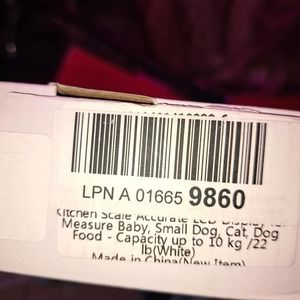 LPN A 01665 9860
Kitchen Scale Accurate LCD Display for
Measure Baby, Small Dog, Cat, Dog
Food - Capacity up to 10 kg /22
lb(White)
Made in China(New Item)